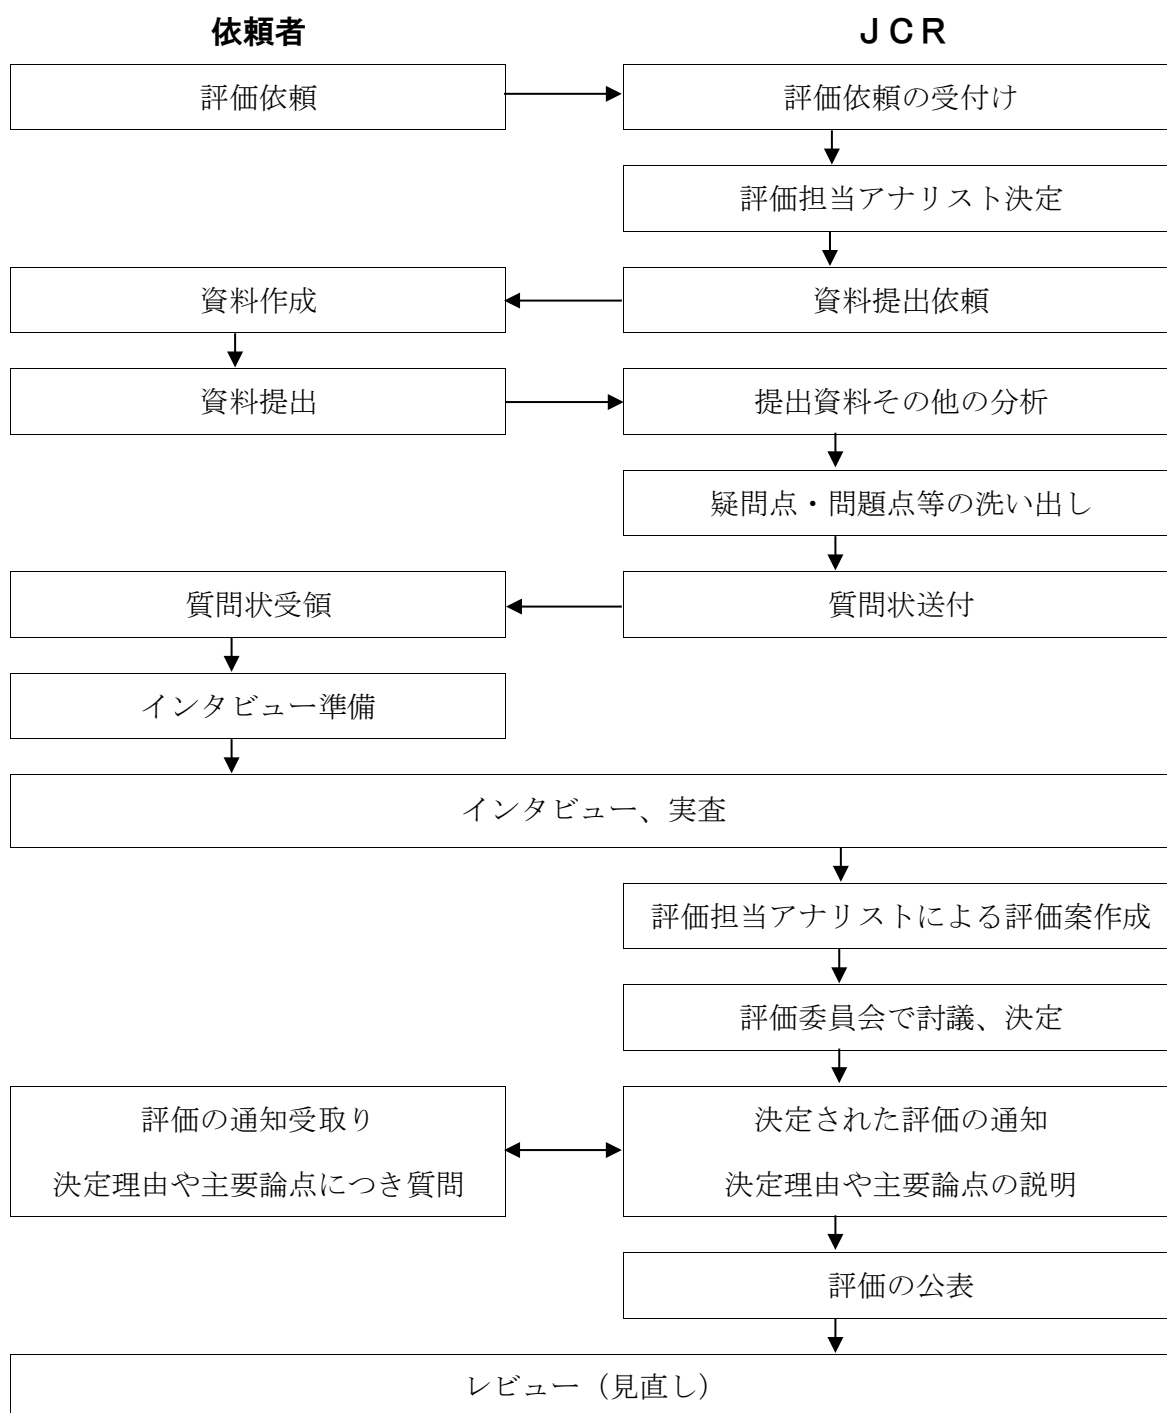 依頼者
ＪＣＲ
評価依頼
評価依頼の受付け
評価担当アナリスト決定
資料作成
資料提出依頼
資料提出
提出資料その他の分析
疑問点・問題点等の洗い出し
質問状受領
質問状送付
インタビュー準備
インタビュー、実査
評価担当アナリストによる評価案作成
評価委員会で討議、決定
評価の通知受取り
決定理由や主要論点につき質問
決定された評価の通知
決定理由や主要論点の説明
評価の公表
レビュー（見直し）